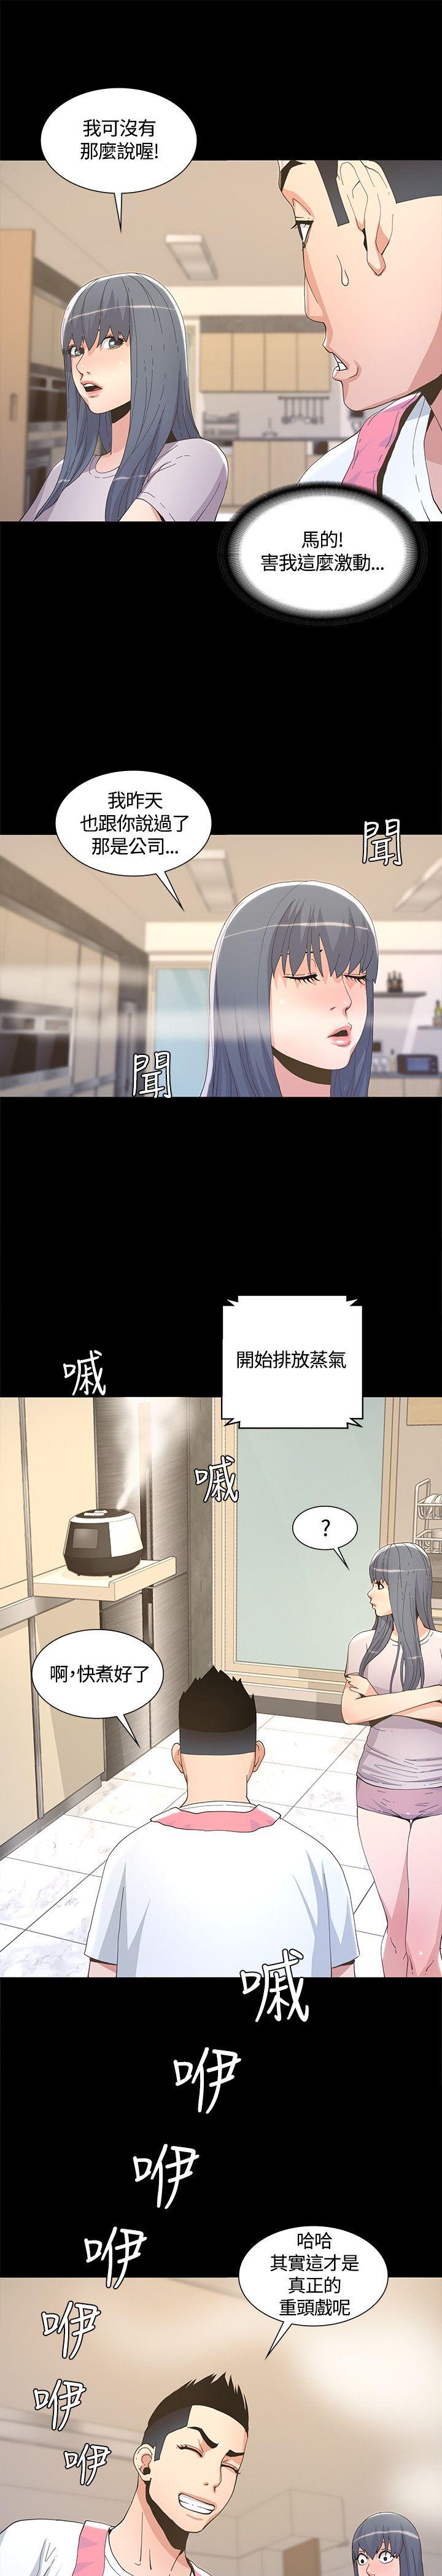 我可沒有
那麼說喔!
馬的!
害我這麼激動...
我昨天
也跟你說過了
那是公司...
聞
聞
開始排放蒸氣
嘁
嘁
?
啊,快煮好了
嘁
咿
咿
咿
咿
咿
咿
哈哈
其實這才是
真正的
重頭戲呢